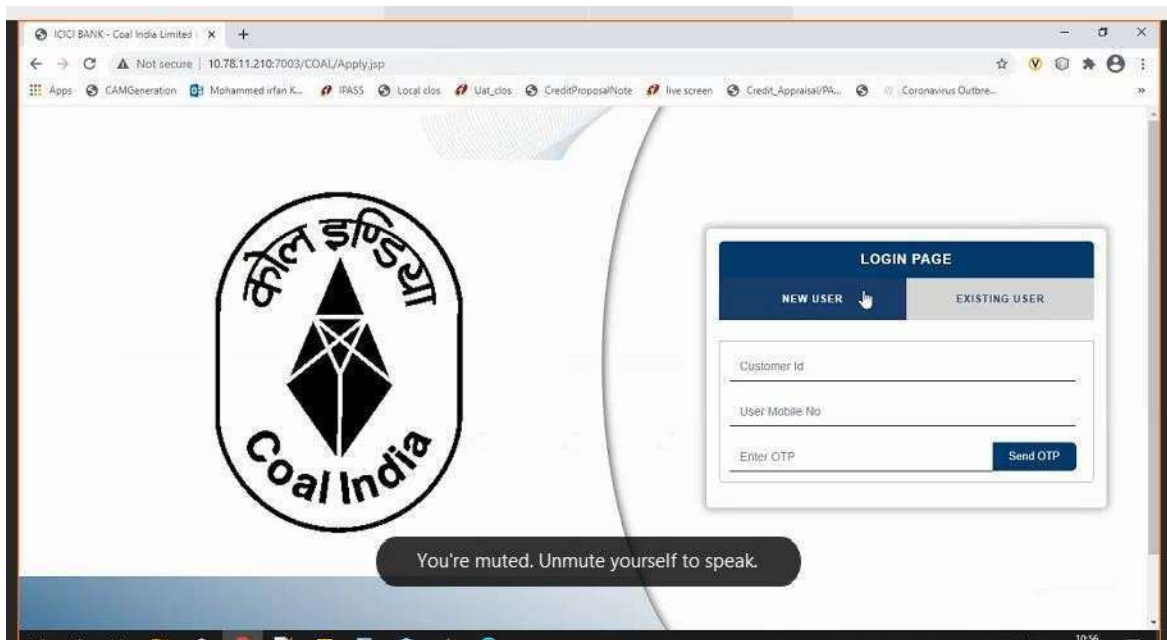 ICICI BANK - Coal India Limited
Not secure | 10.78.11.210:7003/COAL/Apply.jsp
Apps CAMGeneration Mohammed irfan K... IPASS Local clos Uat_clos CreditProposalNote live screen Credit_Appraisal/PA... Coronavirus Outbre... »
कोल इण्डिया
Coal India
LOGIN PAGE
NEW USER EXISTING USER
Customer Id
User Mobile No
Enter OTP Send OTP
You're muted. Unmute yourself to speak.
10:56